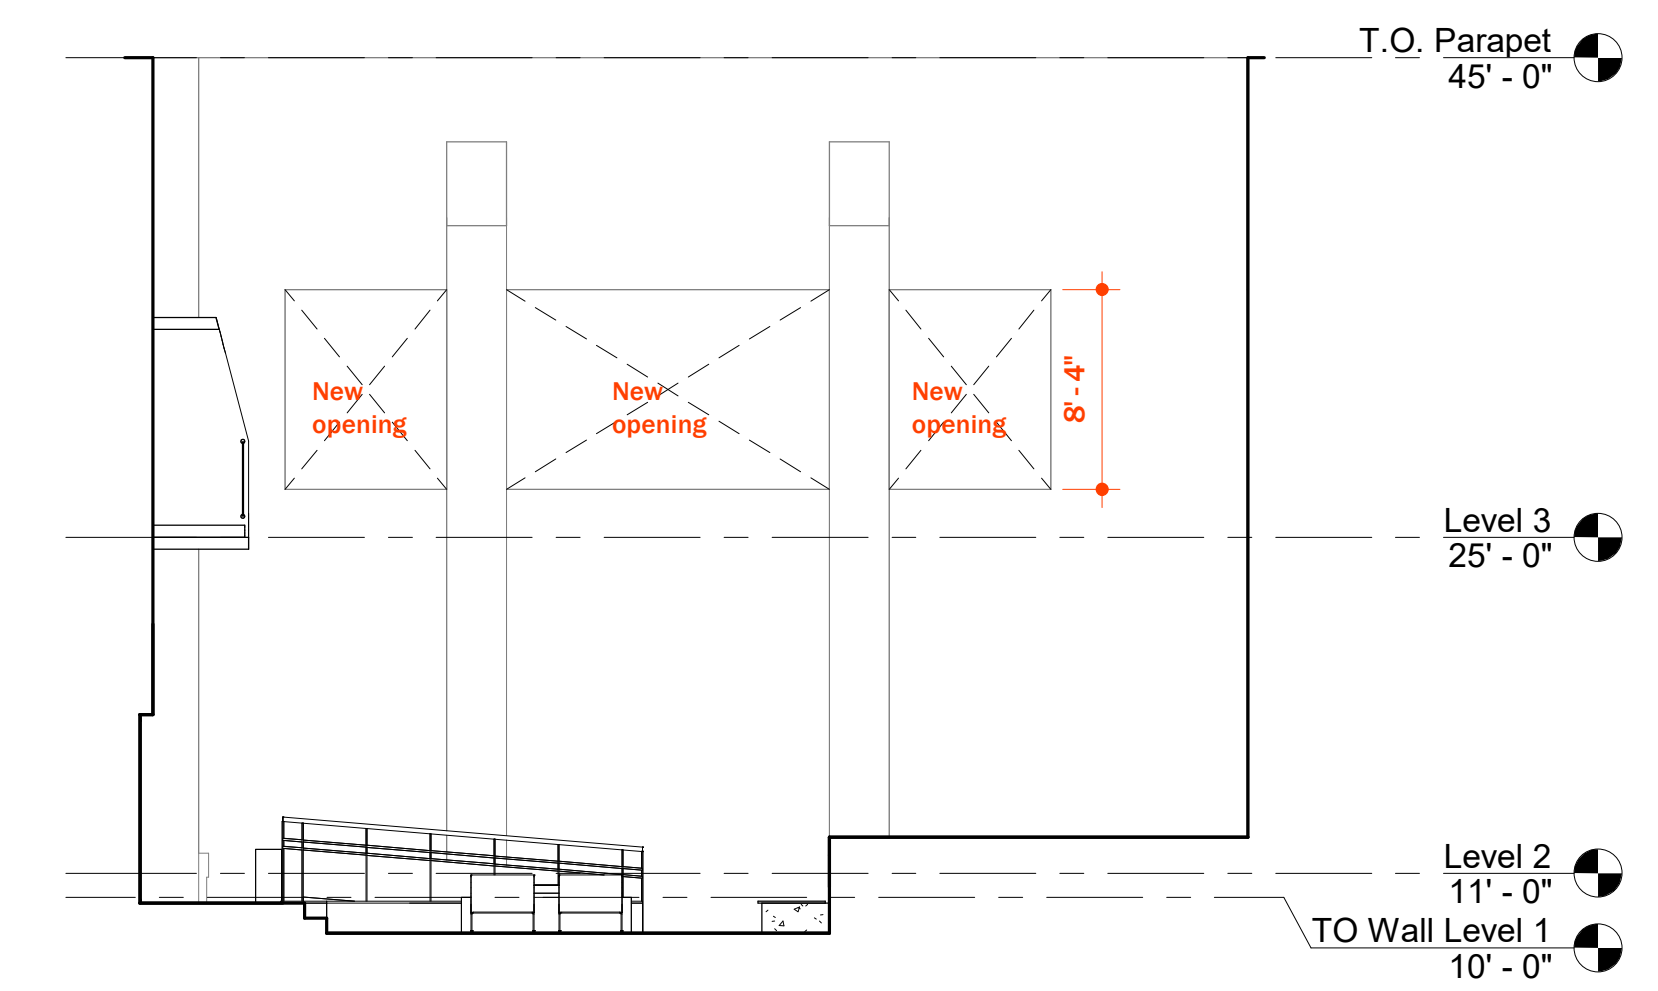 T.O. Parapet
45' - 0"
New
opening
New
opening
New
opening
8' - 4"
Level 3
25' - 0"
Level 2
11' - 0"
TO Wall Level 1
10' - 0"